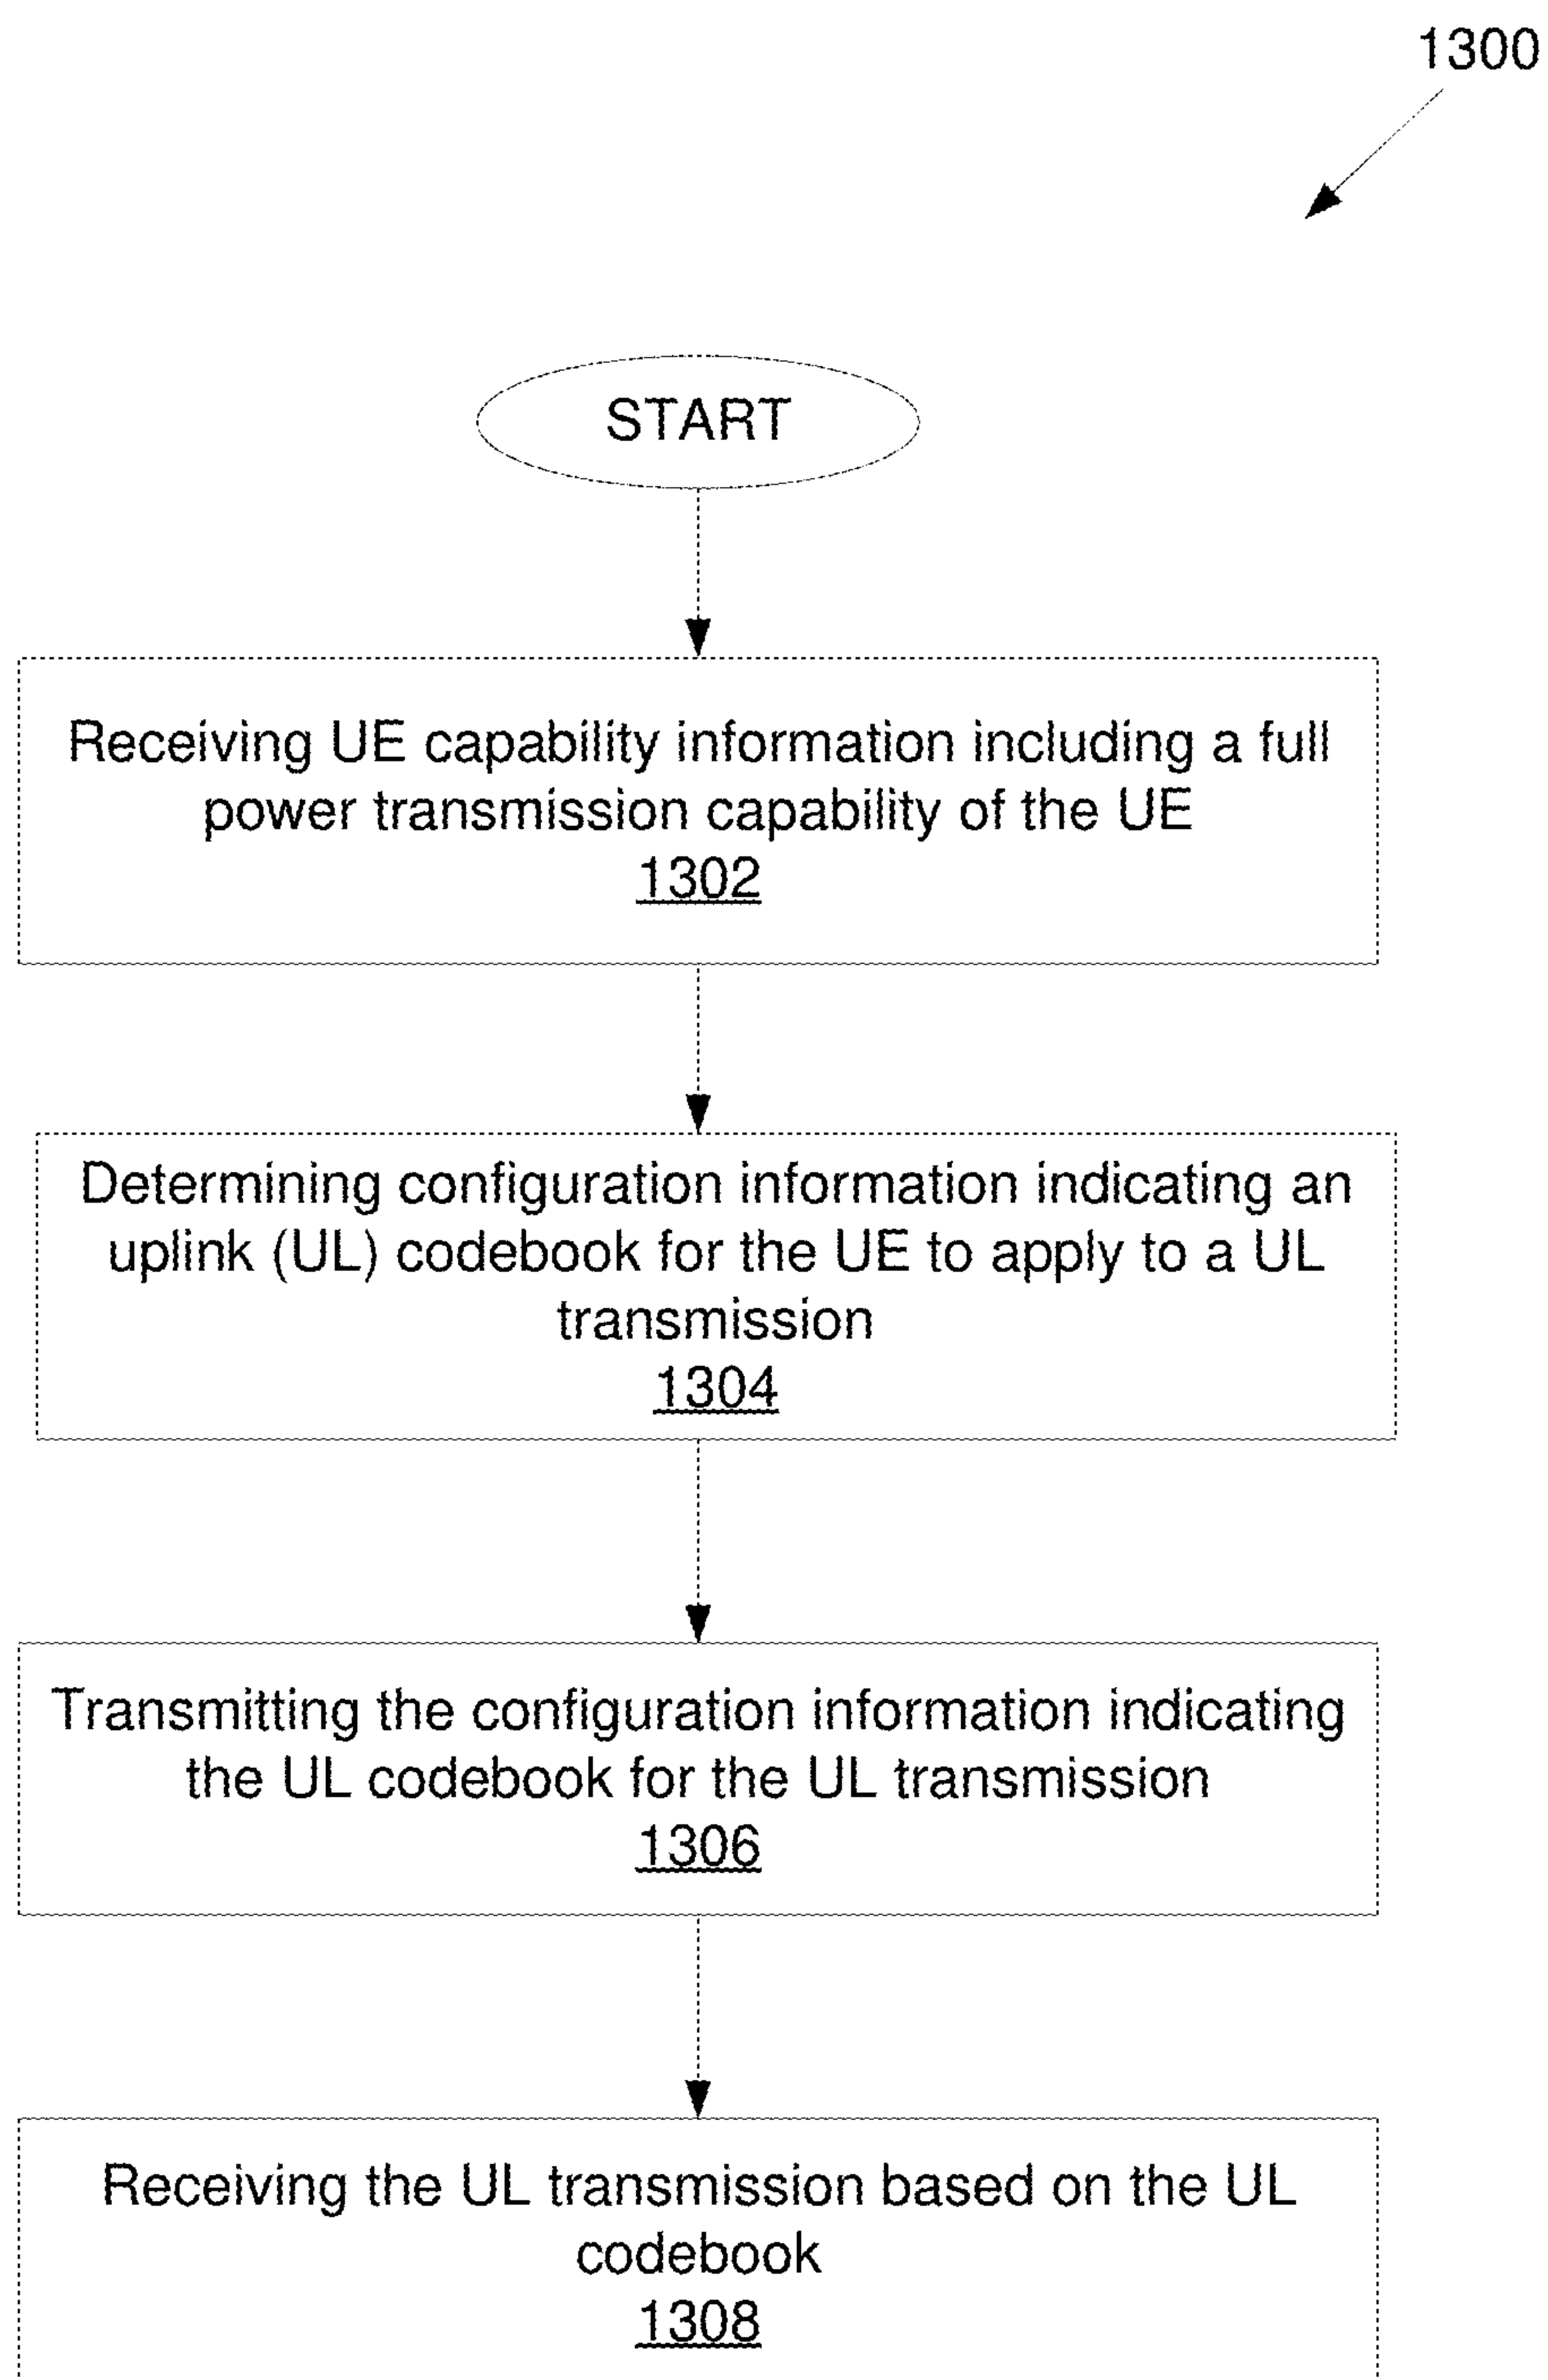 1300
START
Receiving UE capability information including a full
power transmission capability of the UE
1302
Determining configuration information indicating an
uplink (UL) codebook for the UE to apply to a UL
transmission
1304
Transmitting the configuration information indicating
the UL codebook for the UL transmission
1306
Receiving the UL transmission based on the UL
codebook
1308